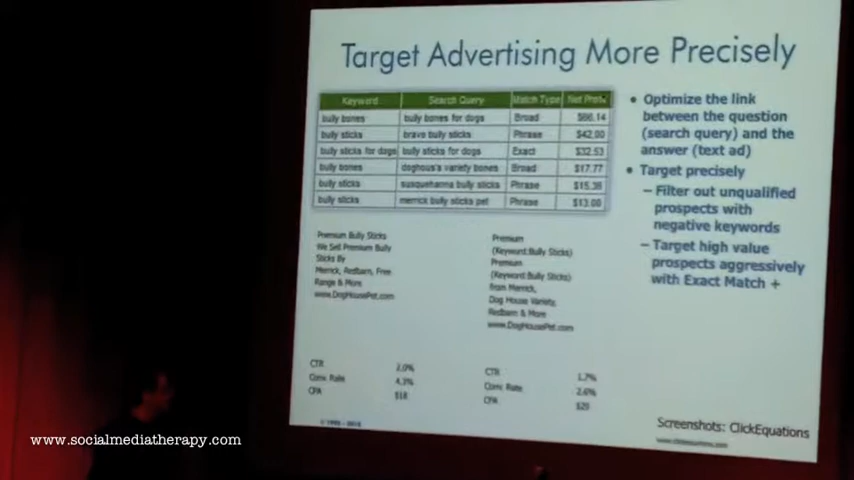 Target Advertising More Precisely
Keyword Search Query Match Type Net Profit
bully bones bully bones for dogs Broad $66.14
bully sticks bravo bully sticks Phrase $42.00
bully sticks for dogs bully sticks for dogs Exact $32.53
bully bones doghous's variety bones Broad $17.77
bully sticks susquehanna bully sticks Phrase $15.38
bully sticks merrick bully sticks pet Phrase $13.00
• Optimize the link
between the question
(search query) and the
answer (text ad)
• Target precisely
– Filter out unqualified
prospects with
negative keywords
– Target high value
prospects aggressively
with Exact Match +
Premium Bully Sticks
We Sell Premium Bully
Sticks By
Merrick, Redbarn, Free
Range & More
www.DogHousePet.com
Premium
(Keyword:Bully Sticks)
Premium
(Keyword:Bully Sticks)
from Merrick,
Dog House Variety,
Redbarn & More
www.DogHousePet.com
CTR 2.0%
Conv. Rate 4.3%
CPA $18
CTR 1.7%
Conv. Rate 2.6%
CPA $29
Screenshots: ClickEquations
www.socialmediatherapy.com